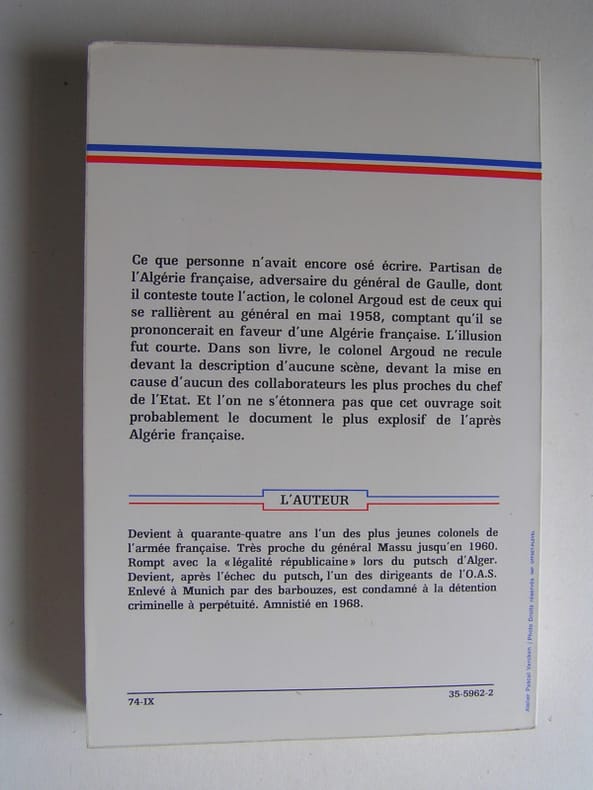 Ce que personne n'avait encore osé écrire. Partisan de
l'Algérie française, adversaire du général de Gaulle, dont
il conteste toute l'action, le colonel Argoud est de ceux qui
se rallièrent au général en mai 1958, comptant qu'il se
prononcerait en faveur d'une Algérie française. L'illusion
fut courte. Dans son livre, le colonel Argoud ne recule
devant la description d'aucune scène, devant la mise en
cause d'aucun des collaborateurs les plus proches du chef
de l'Etat. Et l'on ne s'étonnera pas que cet ouvrage soit
probablement le document le plus explosif de l'après
Algérie française.
L'AUTEUR
Devient à quarante-quatre ans l'un des plus jeunes colonels de
l'armée française. Très proche du général Massu jusqu'en 1960.
Rompt avec la «légalité républicaine» lors du putsch d'Alger.
Devient, après l'échec du putsch, l'un des dirigeants de l'O.A.S.
Enlevé à Munich par des barbouzes, est condamné à la détention
criminelle à perpétuité. Amnistié en 1968.
74-IX
35-5962-2
Atelier Pascal Vercken / Photo Droits réservés